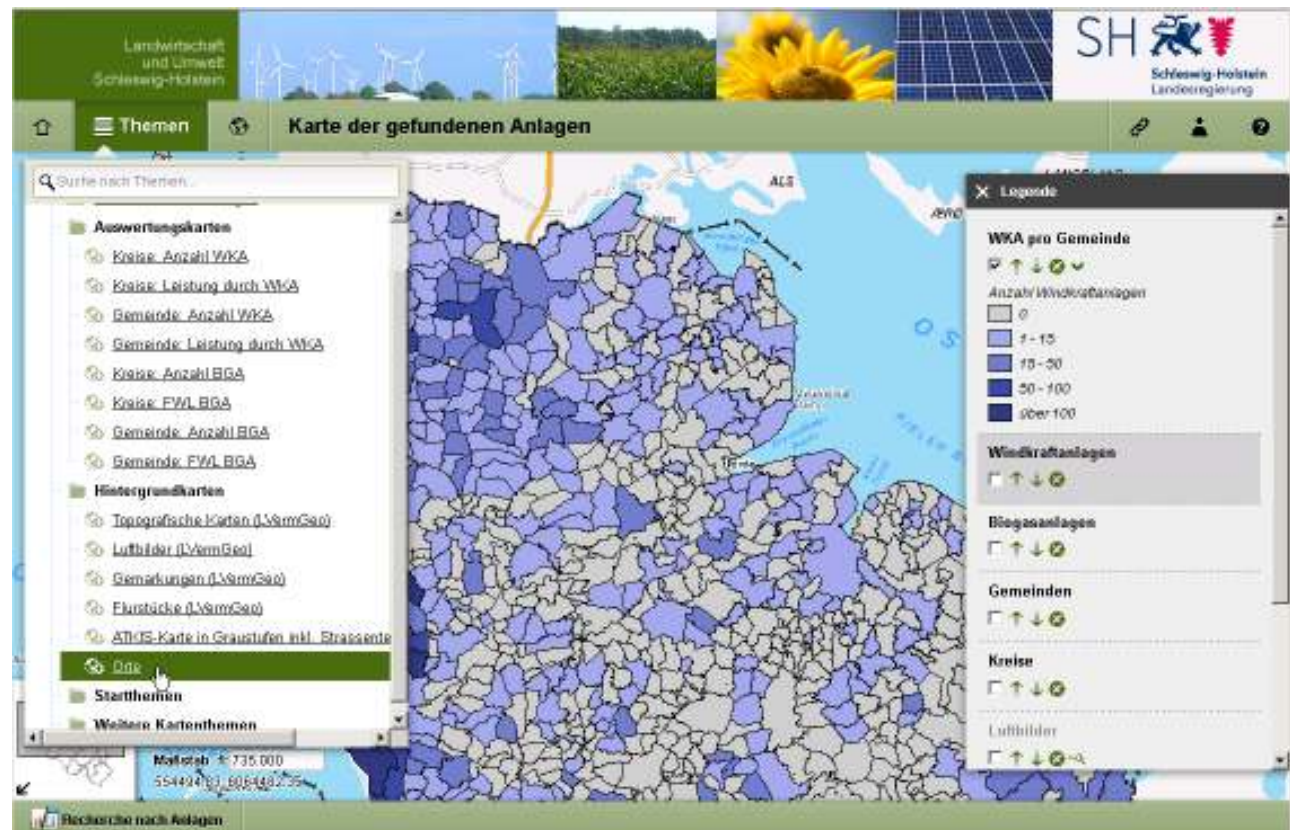 Landwirtschaft
und Umwelt
Schleswig-Holstein
SH
Schleswig-Holstein
Landesregierung
Themen
Karte der gefundenen Anlagen
Suche nach Themen...
Auswertungskarten
Kreise: Anzahl WKA
Kreise: Leistung durch WKA
Gemeinde: Anzahl WKA
Gemeinde: Leistung durch WKA
Kreise: Anzahl BGA
Kreise: FWL BGA
Gemeinde: Anzahl BGA
Gemeinde: FWL BGA
Hintergrundkarten
Topografische Karten (LVermGeo)
Luftbilder (LVermGeo)
Gemarkungen (LVermGeo)
Flurstücke (LVermGeo)
ATKIS-Karte in Graustufen inkl. Strassente
Orte
Startthemen
Weitere Kartenthemen
Maßstab 1: 735.000
ALS
ÆRØ
O S
Legende
WKA pro Gemeinde
Anzahl Windkraftanlagen
0
1 - 15
15 - 50
50 - 100
über 100
Windkraftanlagen
Biogasanlagen
Gemeinden
Kreise
Luftbilder
Recherche nach Anlagen